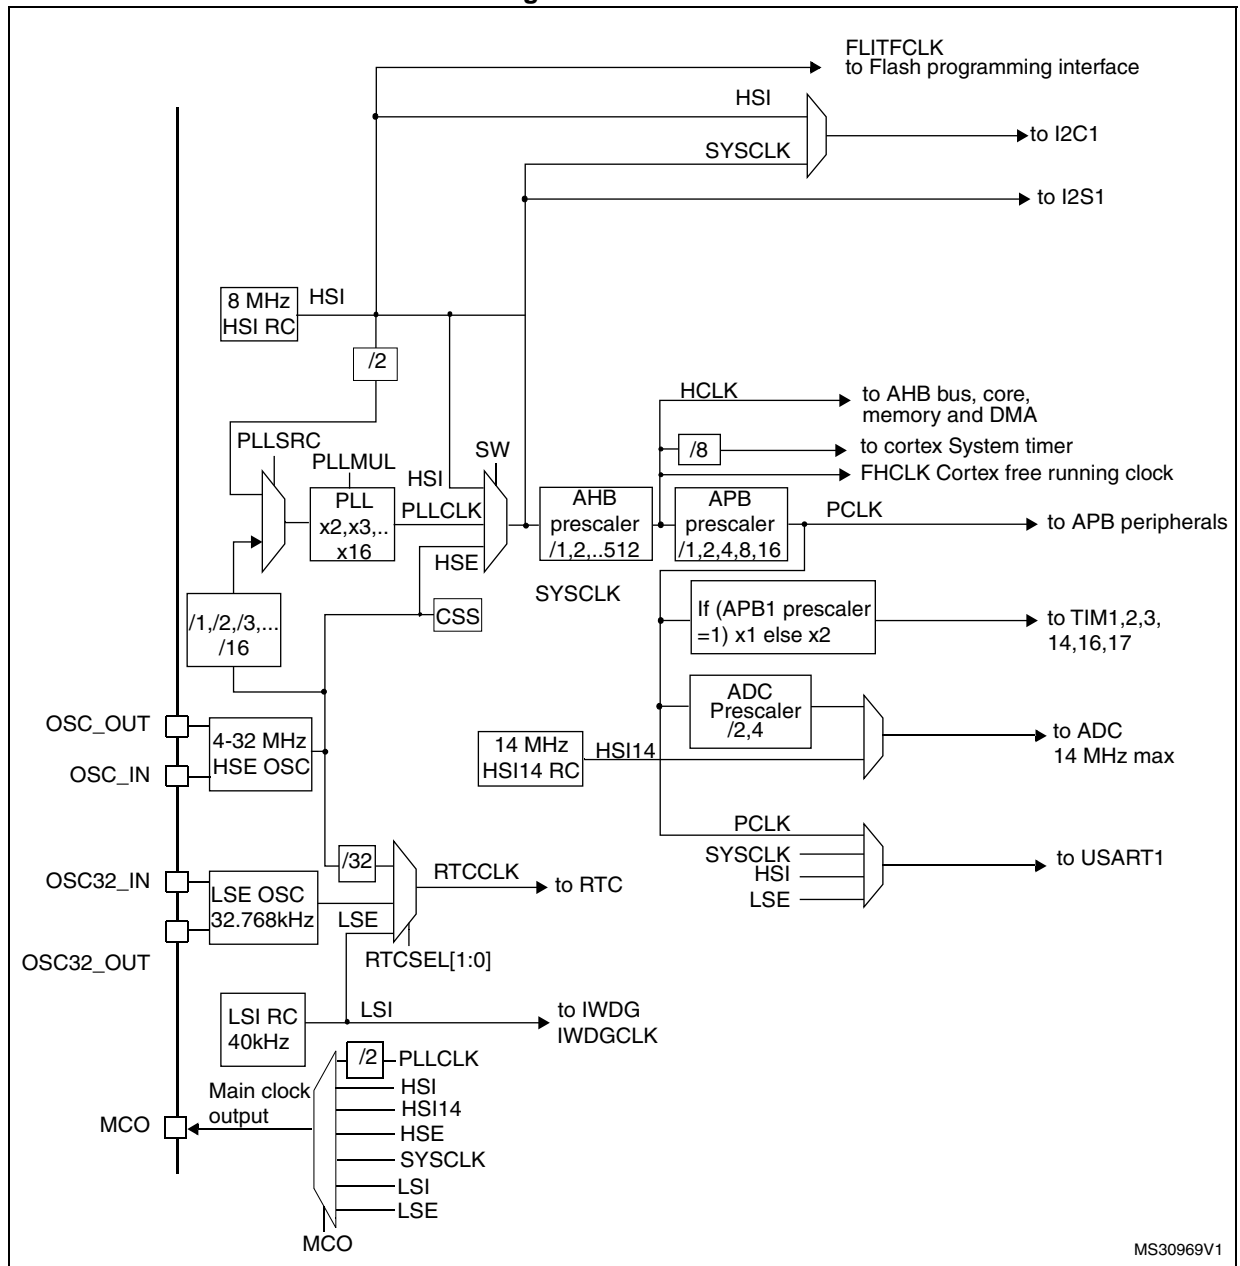 FLITFCLK
to Flash programming interface
HSI
to I2C1
SYSCLK
to I2S1
8 MHz
HSI RC
HSI
/2
HCLK
to AHB bus, core,
memory and DMA
PLLSRC
SW
/8
to cortex System timer
PLLMUL
HSI
FHCLK Cortex free running clock
PLL
x2,x3,..
x16
PLLCLK
AHB
prescaler
/1,2,..512
APB
prescaler
/1,2,4,8,16
PCLK
to APB peripherals
HSE
SYSCLK
/1,/2,/3,...
/16
CSS
If (APB1 prescaler
=1) x1 else x2
to TIM1,2,3,
14,16,17
OSC_OUT
4-32 MHz
HSE OSC
OSC_IN
14 MHz
HSI14 RC
HSI14
ADC
Prescaler
/2,4
to ADC
14 MHz max
PCLK
SYSCLK
HSI
LSE
to USART1
/32
OSC32_IN
LSE OSC
32.768kHz
LSE
RTCCLK
to RTC
OSC32_OUT
RTCSEL[1:0]
LSI RC
40kHz
LSI
to IWDG
IWDGCLK
/2
PLLCLK
HSI
HSI14
HSE
SYSCLK
LSI
LSE
Main clock
output
MCO
MCO
MS30969V1